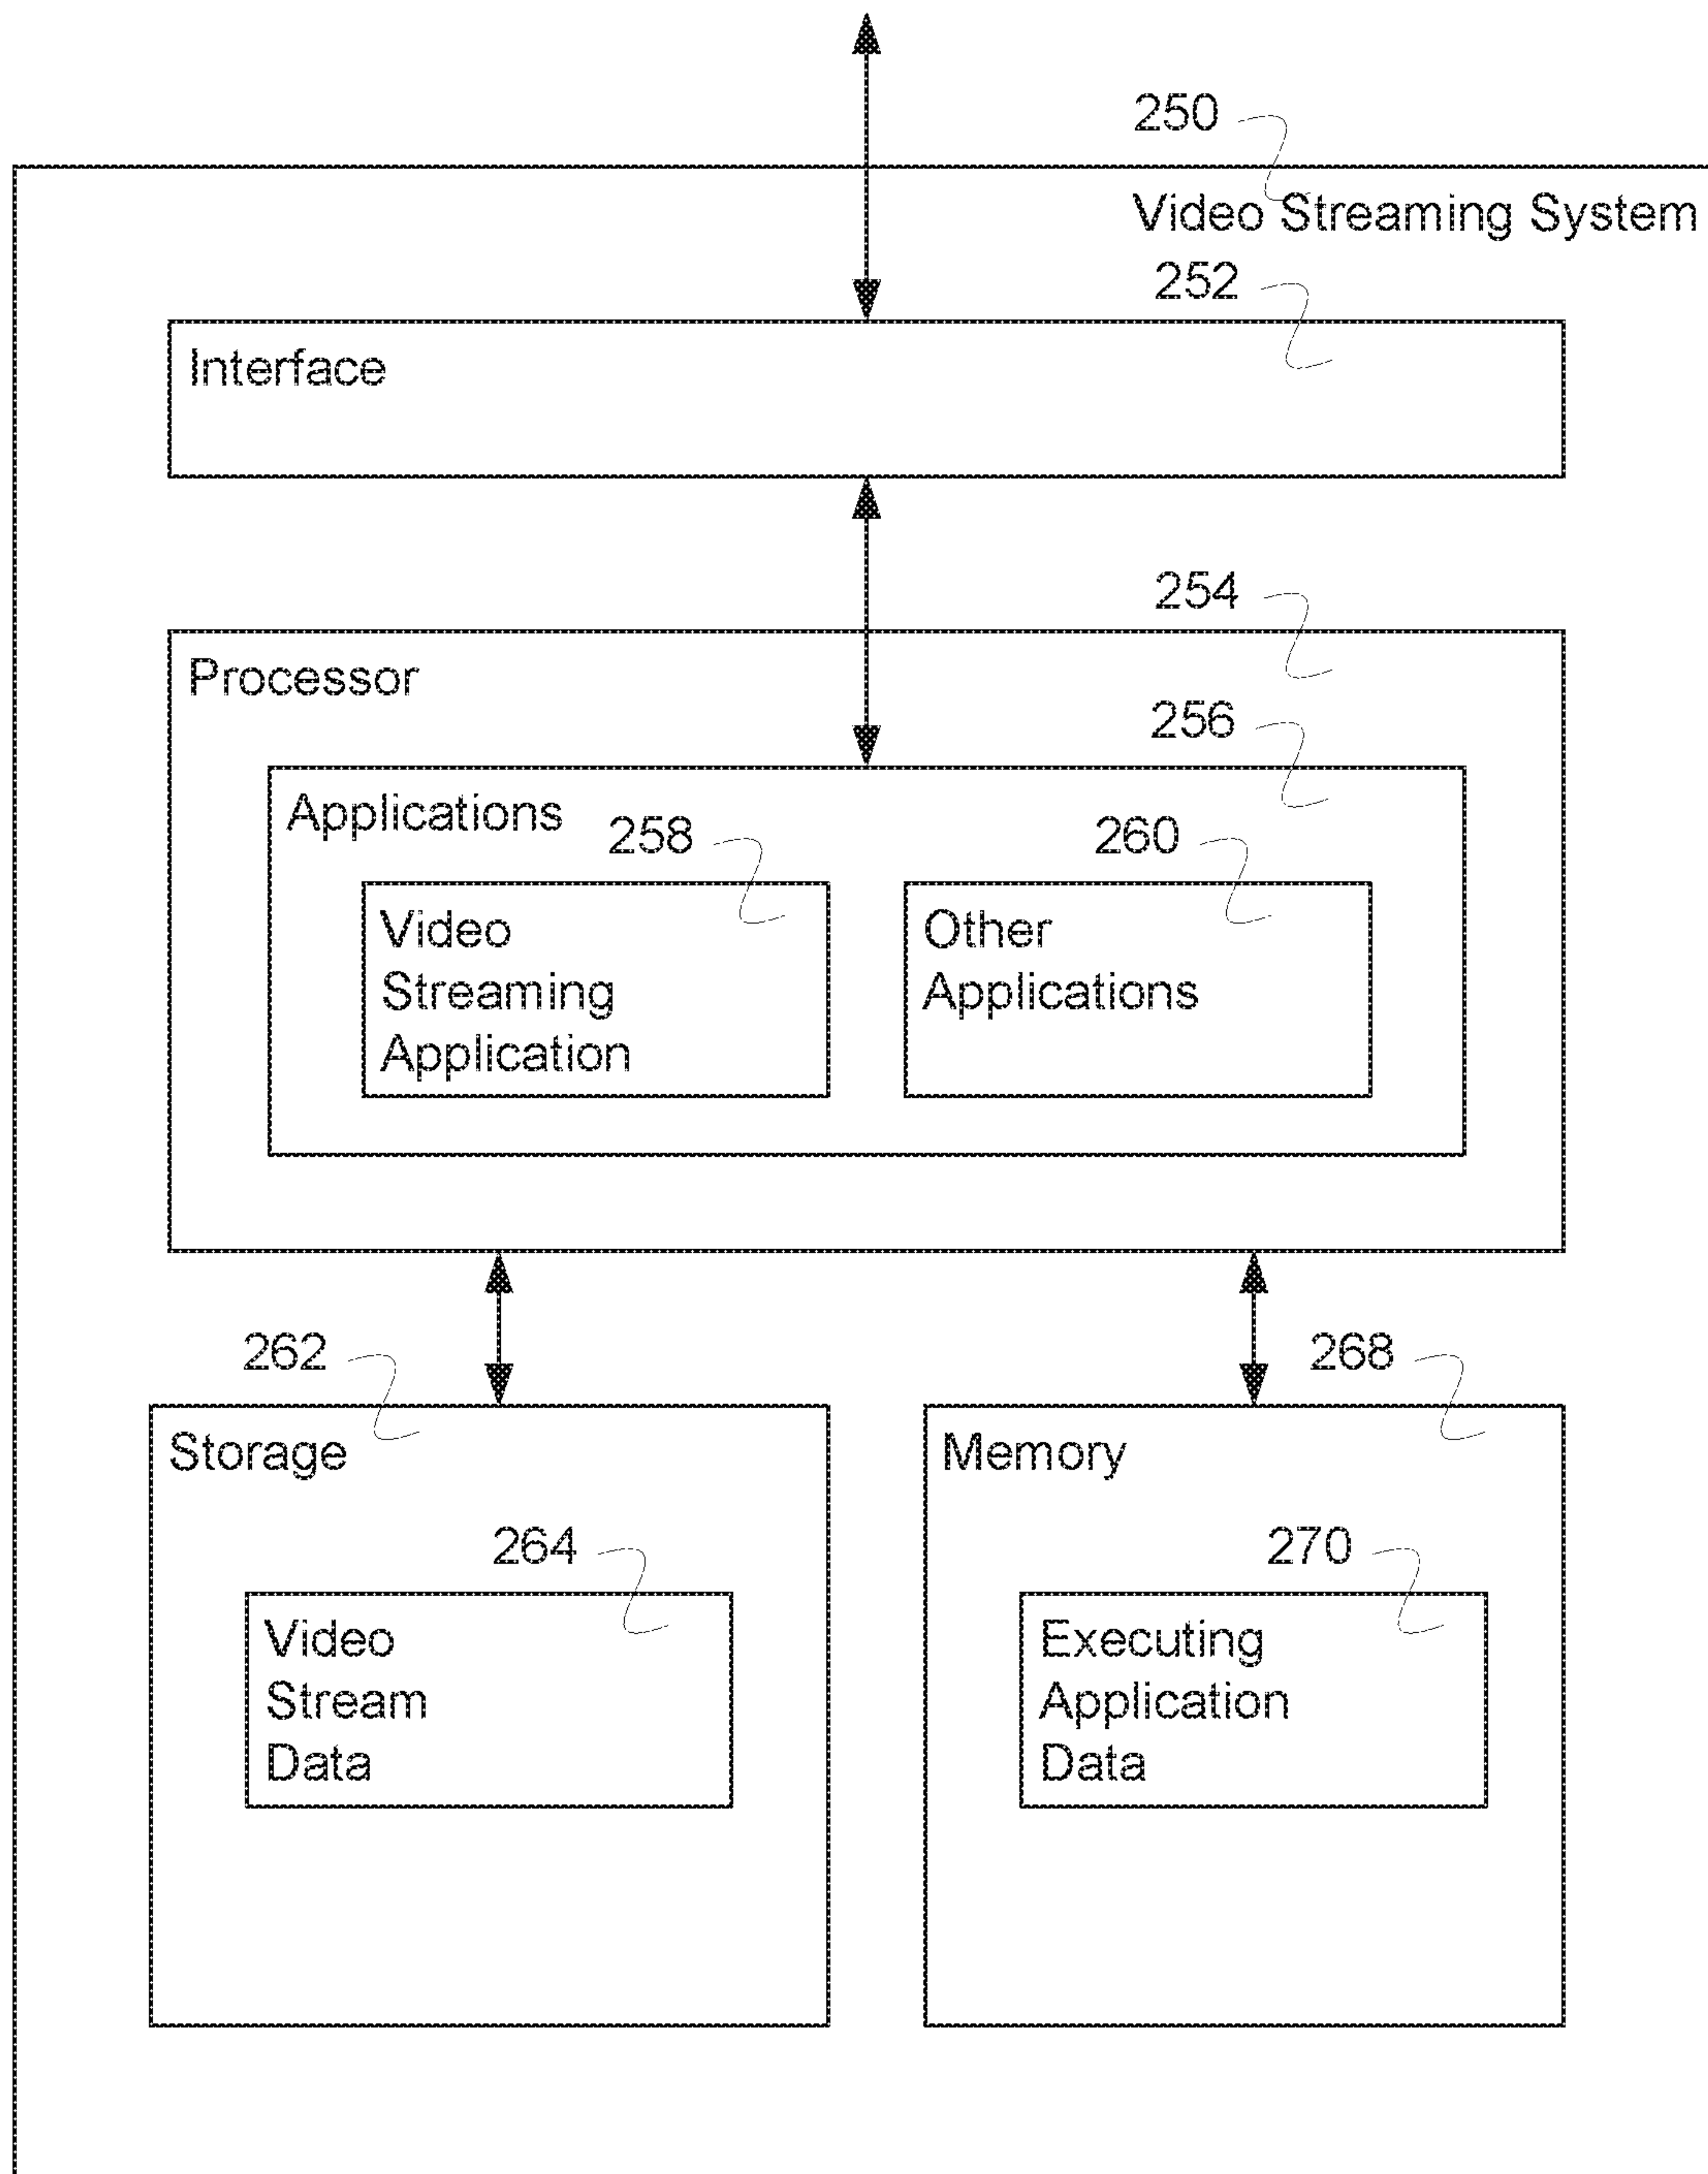 250
Video Streaming System
252
Interface
254
Processor
256
Applications
258
260
Video
Streaming
Application
Other
Applications
262
268
Storage
Memory
264
270
Video
Stream
Data
Executing
Application
Data